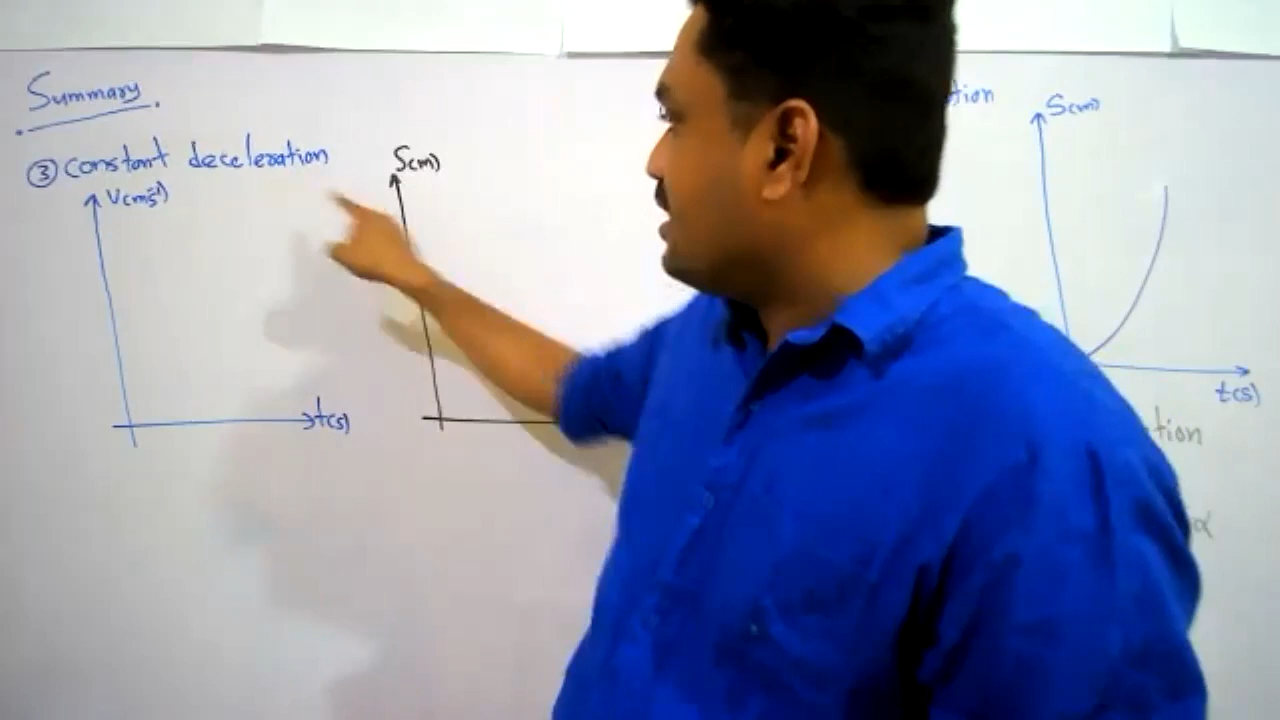 Summary.
③ constant deceleration
V(ms⁻¹)
t(s)
S(m)
S(m)
t(s)